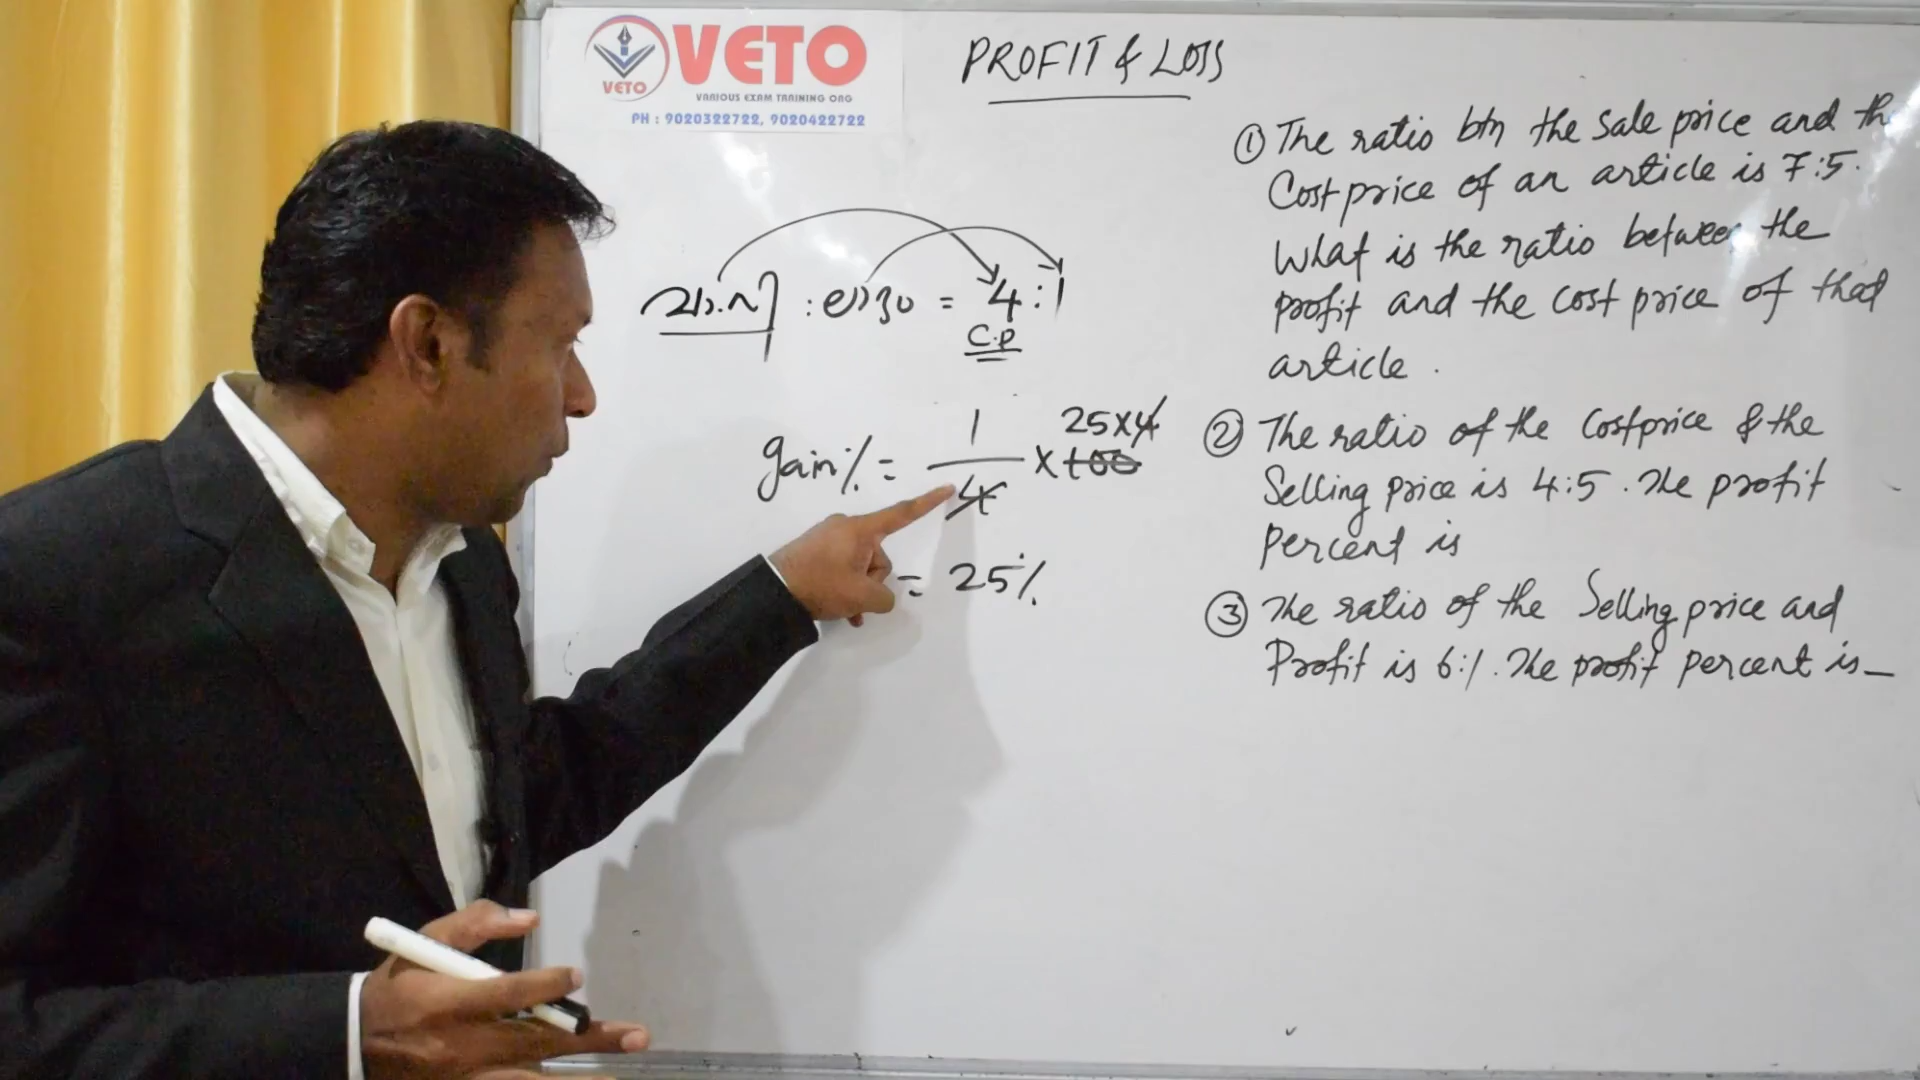 VETO
VETO
VARIOUS EXAM TRAINING ORG
PH : 9020322722, 9020422722
PROFIT & LOSS
വാ.വി : ലാഭം = 4 : 1
C.P
gain% = 1/4 × 100 25×4
= 25%
① The ratio btn the sale price and th
Cost price of an article is 7:5.
What is the ratio between the
profit and the cost price of that
article.
② The ratio of the Cost price & the
Selling price is 4:5. The profit
Percent is
③ The ratio of the Selling price and
Profit is 6:1. The profit percent is—